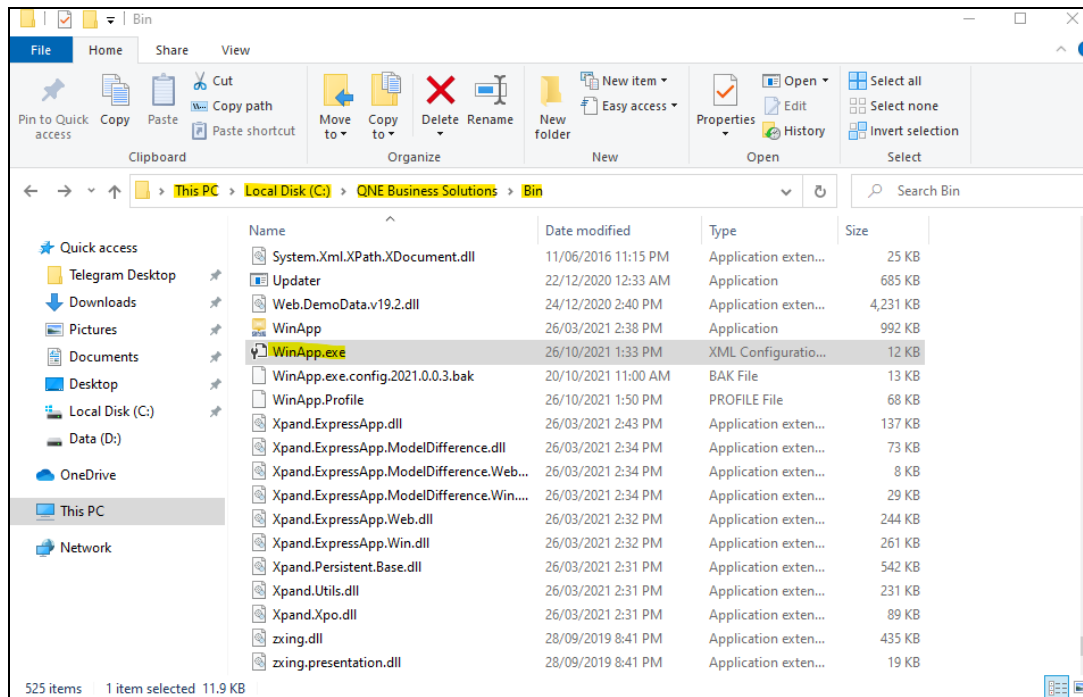 Bin
File Home Share View
Pin to Quick access
Copy
Paste
Cut
Copy path
Paste shortcut
Clipboard
Move to
Copy to
Delete
Rename
Organize
New folder
New item
Easy access
New
Properties
Open
Edit
History
Open
Select all
Select none
Invert selection
Select
This PC > Local Disk (C:) > QNE Business Solutions > Bin
Search Bin
Quick access
Telegram Desktop
Downloads
Pictures
Documents
Desktop
Local Disk (C:)
Data (D:)
OneDrive
This PC
Network
Name Date modified Type Size
System.Xml.XPath.XDocument.dll 11/06/2016 11:15 PM Application exten... 25 KB
Updater 22/12/2020 12:33 AM Application 685 KB
Web.DemoData.v19.2.dll 24/12/2020 2:40 PM Application exten... 4,231 KB
WinApp 26/03/2021 2:38 PM Application 992 KB
WinApp.exe 26/10/2021 1:33 PM XML Configuratio... 12 KB
WinApp.exe.config.2021.0.0.3.bak 20/10/2021 11:00 AM BAK File 13 KB
WinApp.Profile 26/10/2021 1:50 PM PROFILE File 68 KB
Xpand.ExpressApp.dll 26/03/2021 2:43 PM Application exten... 137 KB
Xpand.ExpressApp.ModelDifference.dll 26/03/2021 2:34 PM Application exten... 73 KB
Xpand.ExpressApp.ModelDifference.Web... 26/03/2021 2:34 PM Application exten... 8 KB
Xpand.ExpressApp.ModelDifference.Win.... 26/03/2021 2:34 PM Application exten... 29 KB
Xpand.ExpressApp.Web.dll 26/03/2021 2:32 PM Application exten... 244 KB
Xpand.ExpressApp.Win.dll 26/03/2021 2:32 PM Application exten... 261 KB
Xpand.Persistent.Base.dll 26/03/2021 2:31 PM Application exten... 542 KB
Xpand.Utils.dll 26/03/2021 2:31 PM Application exten... 231 KB
Xpand.Xpo.dll 26/03/2021 2:31 PM Application exten... 89 KB
zxing.dll 28/09/2019 8:41 PM Application exten... 435 KB
zxing.presentation.dll 28/09/2019 8:41 PM Application exten... 19 KB
525 items 1 item selected 11.9 KB